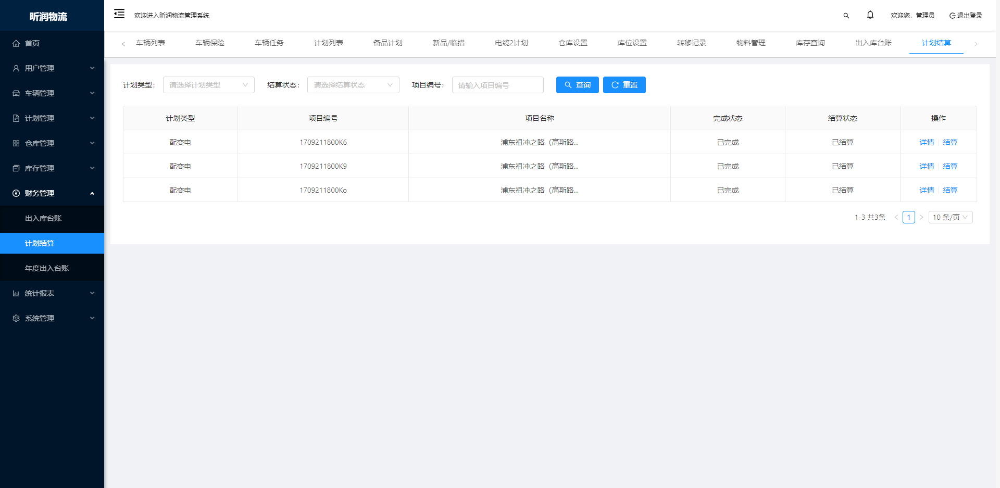 昕润物流
欢迎进入昕润物流管理系统
欢迎您，管理员
退出登录
首页
用户管理
车辆管理
计划管理
仓库管理
库存管理
财务管理
出入库台账
计划结算
年度出入台账
统计报表
系统管理
车辆列表 车辆保险 车辆任务 计划列表 备品计划 新品/临措 电缆2计划 仓库设置 库位设置 转移记录 物料管理 库存查询 出入库台账 计划结算
计划类型： 请选择计划类型 结算状态： 请选择结算状态 项目编号： 请输入项目编号 查询 重置
计划类型 项目编号 项目名称 完成状态 结算状态 操作
配变电 1709211800K6 浦东祖冲之路（高斯路... 已完成 已结算 详情 结算
配变电 1709211800K9 浦东祖冲之路（高斯路... 已完成 已结算 详情 结算
配变电 1709211800Ko 浦东祖冲之路（高斯路... 已完成 已结算 详情 结算
1-3 共3条 1 10 条/页